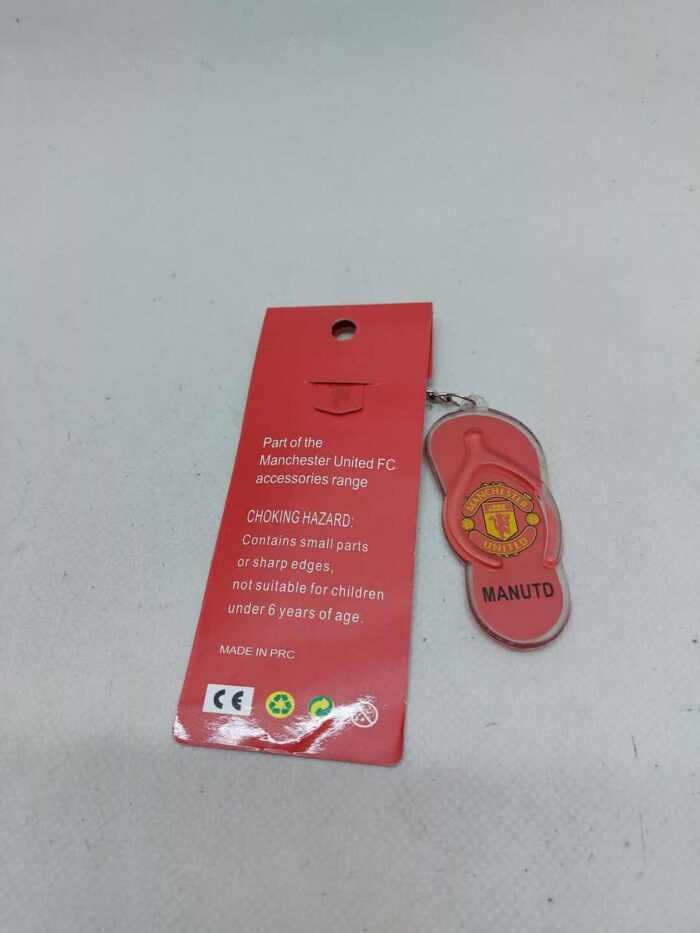 Part of the
Manchester United FC
accessories range
CHOKING HAZARD:
Contains small parts
or sharp edges,
not suitable for children
under 6 years of age.
MADE IN PRC
CE
MANCHESTER
UNITED
MANUTD